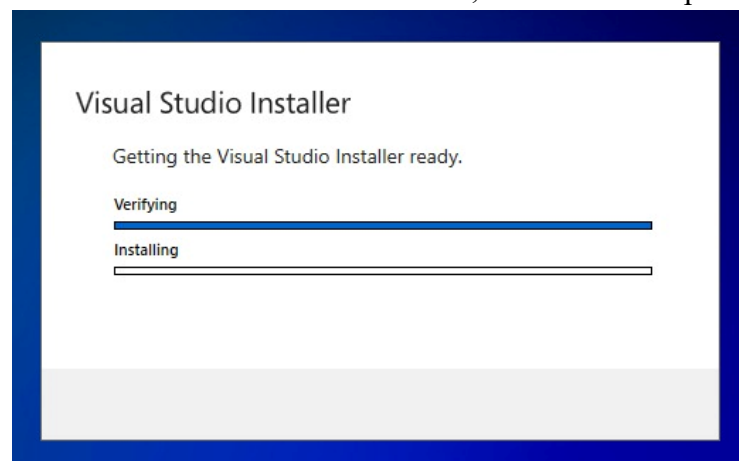 Visual Studio Installer
Getting the Visual Studio Installer ready.
Verifying
Installing